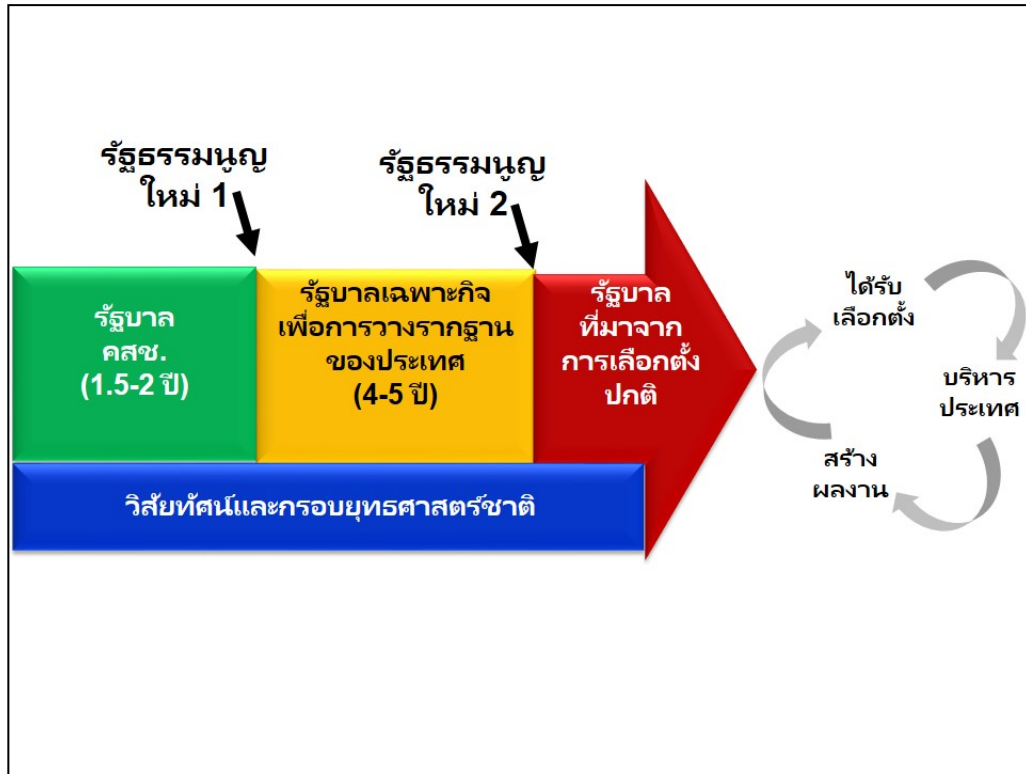 รัฐธรรมนูญ
ใหม่ 1
รัฐธรรมนูญ
ใหม่ 2
รัฐบาล
คสช.
(1.5-2 ปี)
รัฐบาลเฉพาะกิจ
เพื่อการวางรากฐาน
ของประเทศ
(4-5 ปี)
รัฐบาล
ที่มาจาก
การเลือกตั้ง
ปกติ
วิสัยทัศน์และกรอบยุทธศาสตร์ชาติ
ได้รับ
เลือกตั้ง
บริหาร
ประเทศ
สร้าง
ผลงาน